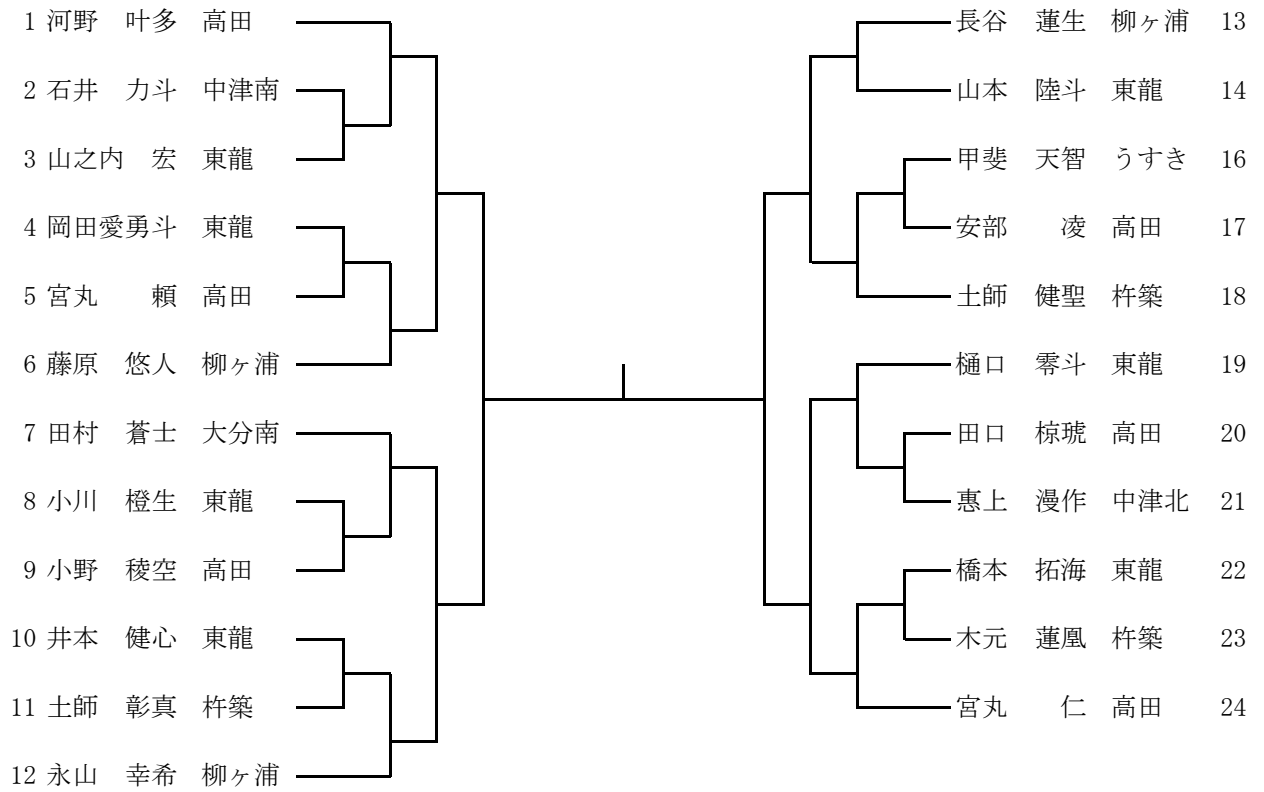 1 河野 叶多 高田
2 石井 力斗 中津南
3 山之内 宏 東龍
4 岡田愛勇斗 東龍
5 宮丸 頼 高田
6 藤原 悠人 柳ヶ浦
7 田村 蒼士 大分南
8 小川 橙生 東龍
9 小野 稜空 高田
10 井本 健心 東龍
11 土師 彰真 杵築
12 永山 幸希 柳ヶ浦
長谷 蓮生 柳ヶ浦 13
山本 陸斗 東龍 14
甲斐 天智 うすき 16
安部 凌 高田 17
土師 健聖 杵築 18
樋口 零斗 東龍 19
田口 椋琥 高田 20
惠上 漫作 中津北 21
橋本 拓海 東龍 22
木元 蓮凰 杵築 23
宮丸 仁 高田 24